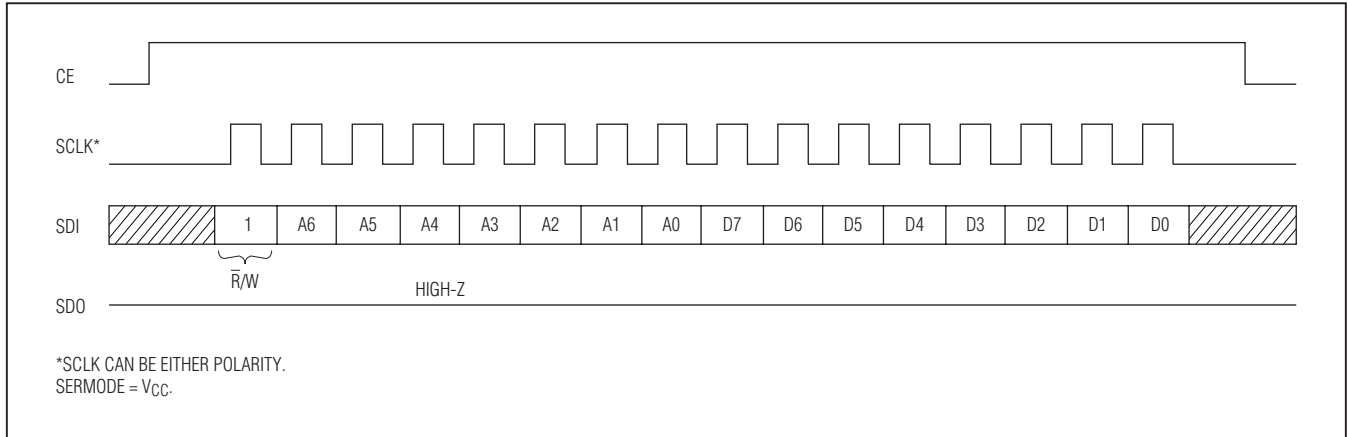 CE
SCLK*
SDI 1 A6 A5 A4 A3 A2 A1 A0 D7 D6 D5 D4 D3 D2 D1 D0
R̅/W
HIGH-Z
SDO
*SCLK CAN BE EITHER POLARITY.
SERMODE = VCC.